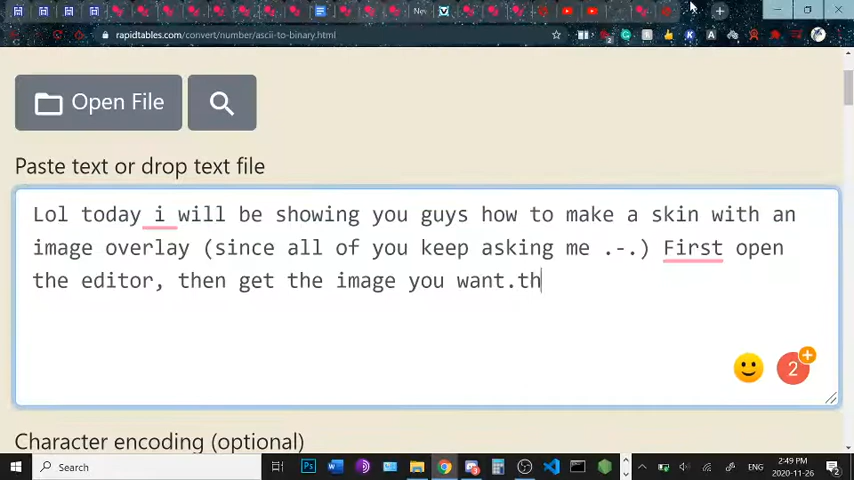 Nev
rapidtables.com/convert/number/ascii-to-binary.html
Open File
Paste text or drop text file
Lol today i will be showing you guys how to make a skin with an
image overlay (since all of you keep asking me .-.) First open
the editor, then get the image you want.th
2
Character encoding (optional)
Search
ENG
2:49 PM
2020-11-26
2